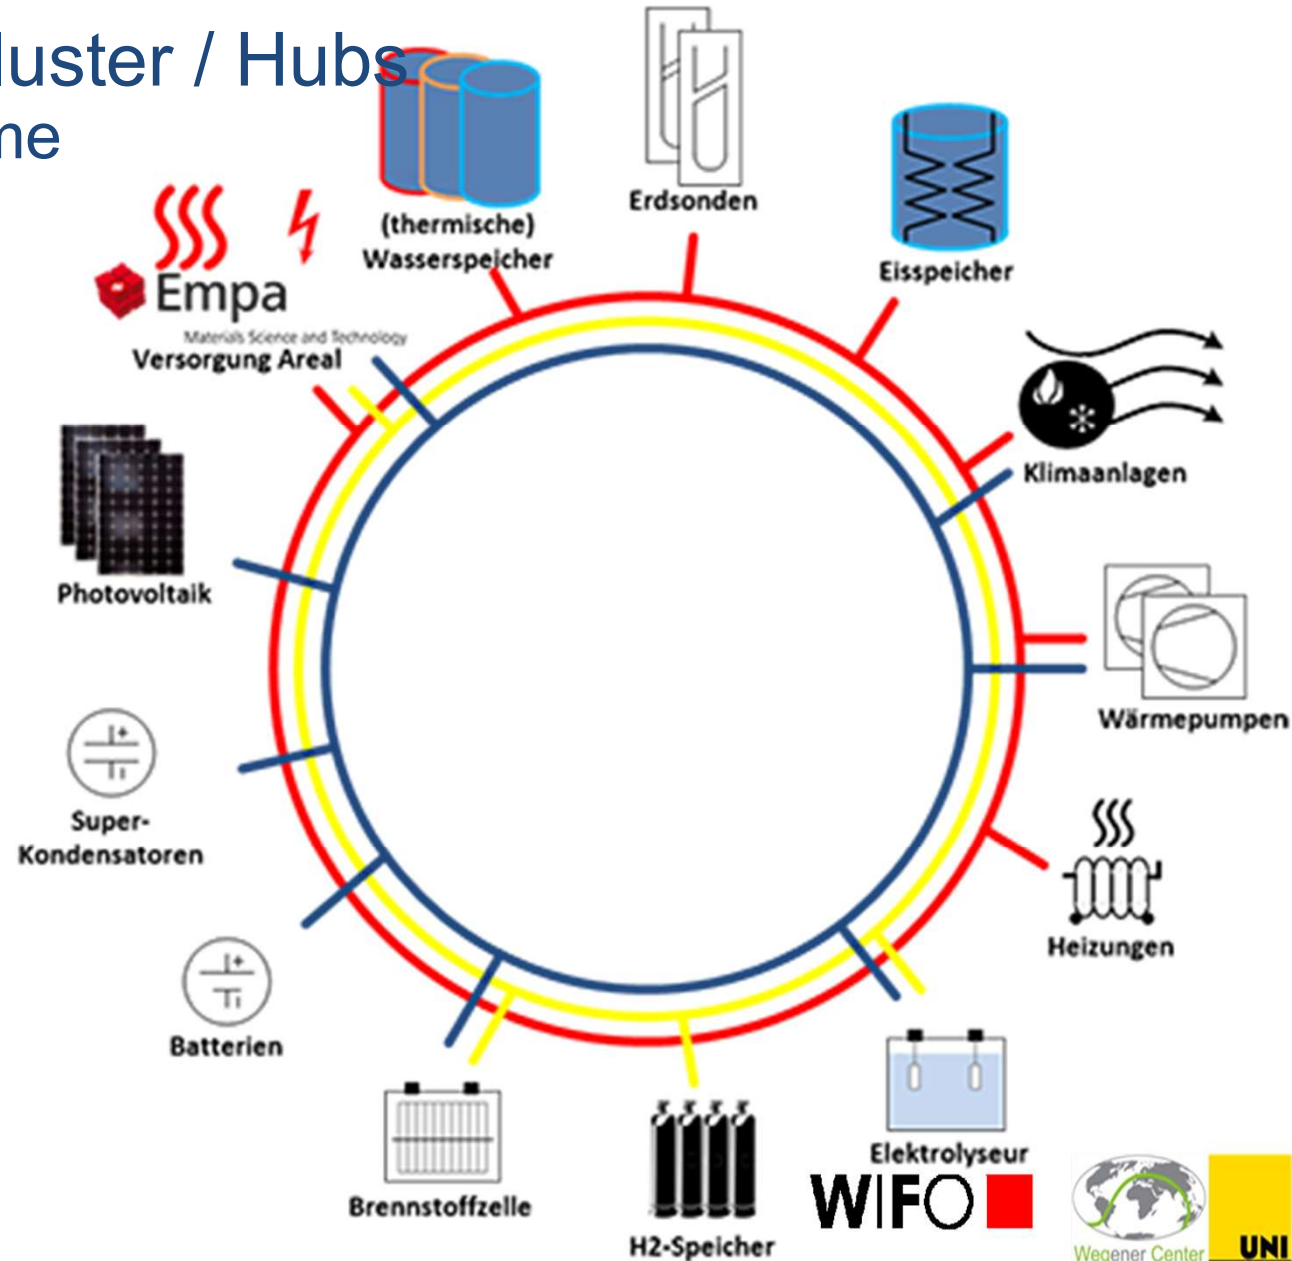 luster / Hubs
me
(thermische)
Wasserspeicher
Erdsonden
Eisspeicher
Empa
Materials Science and Technology
Versorgung Areal
Klimaanlagen
Photovoltaik
Wärmepumpen
Super-
Kondensatoren
Heizungen
Batterien
Brennstoffzelle
H2-Speicher
Elektrolyseur
WIFO
Wegener Center
UNI